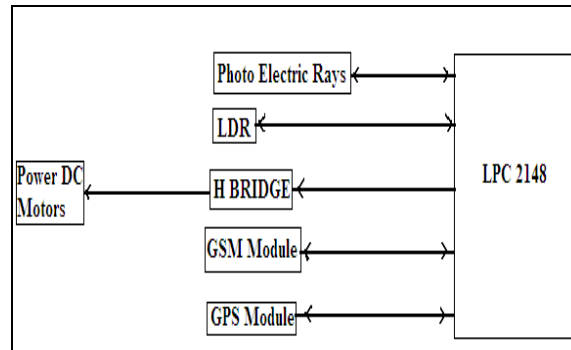 Photo Electric Rays
LDR
Power DC
Motors
H BRIDGE
LPC 2148
GSM Module
GPS Module